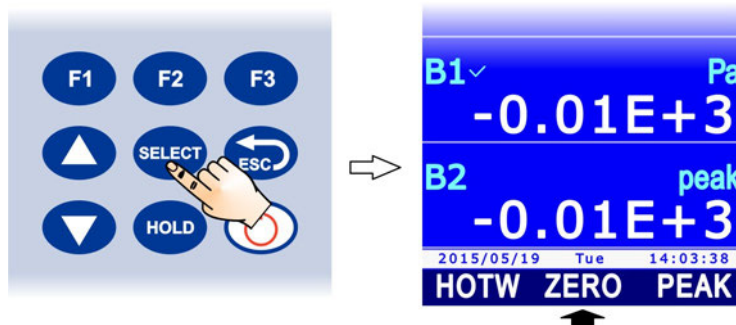 F1 F2 F3
SELECT ESC
HOLD
B1 Pa
-0.01E+3
B2 peak
-0.01E+3
2015/05/19 Tue 14:03:38
HOTW ZERO PEAK